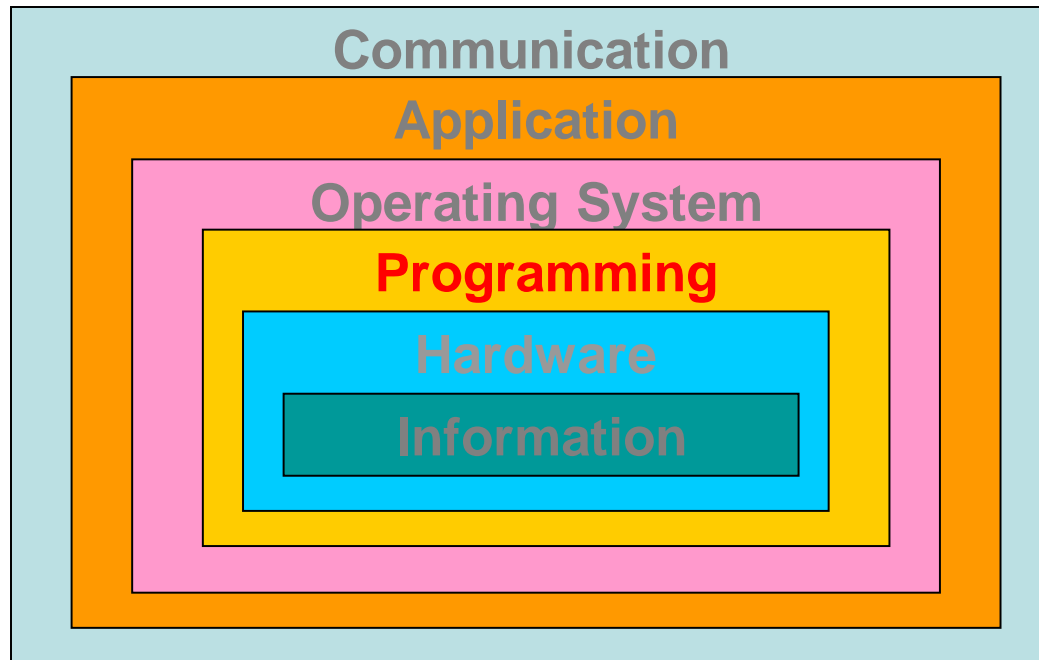 Communication
Application
Operating System
Programming
Hardware
Information